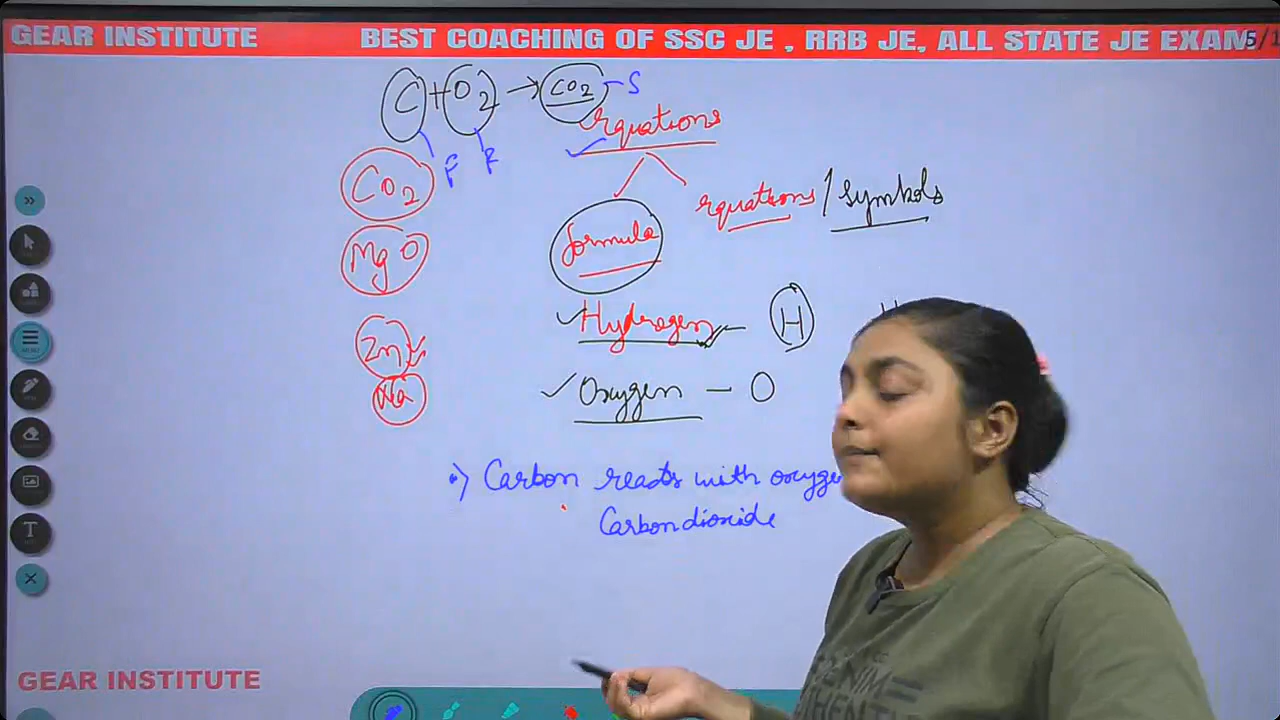 GEAR INSTITUTE BEST COACHING OF SSC JE , RRB JE, ALL STATE JE EXAM
C + O2 → CO2 - S
equations
F R
CO2
equations / symbols
formula
MgO
Hydrogen - H H
Zn
Na
Oxygen - O
Carbon reacts with oxyge
Carbondioxide
GEAR INSTITUTE